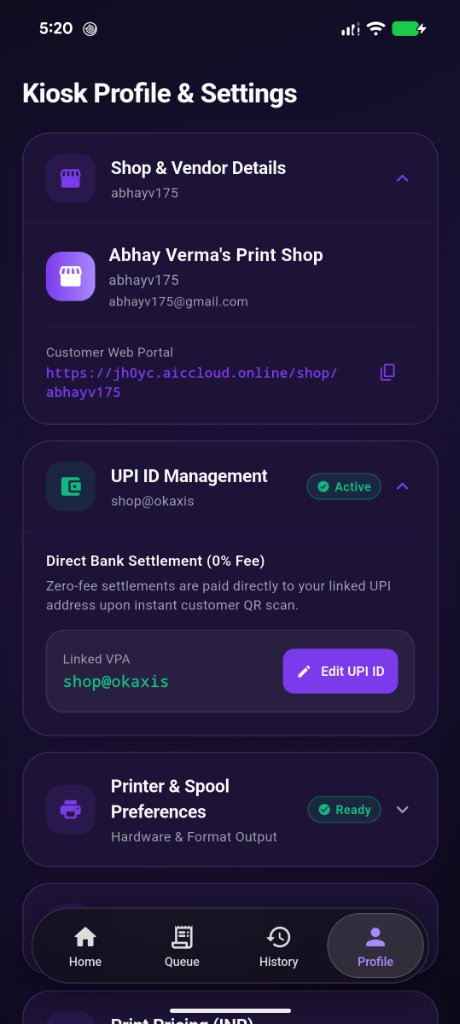 5:20
Kiosk Profile & Settings
Shop & Vendor Details
abhayv175
Abhay Verma's Print Shop
abhayv175
abhayv175@gmail.com
Customer Web Portal
https://jh0yc.aiccloud.online/shop/
abhayv175
UPI ID Management
shop@okaxis
Active
Direct Bank Settlement (0% Fee)
Zero-fee settlements are paid directly to your linked UPI
address upon instant customer QR scan.
Linked VPA
shop@okaxis
Edit UPI ID
Printer & Spool
Preferences
Hardware & Format Output
Ready
Home
Queue
History
Profile
Print Pricing (INR)